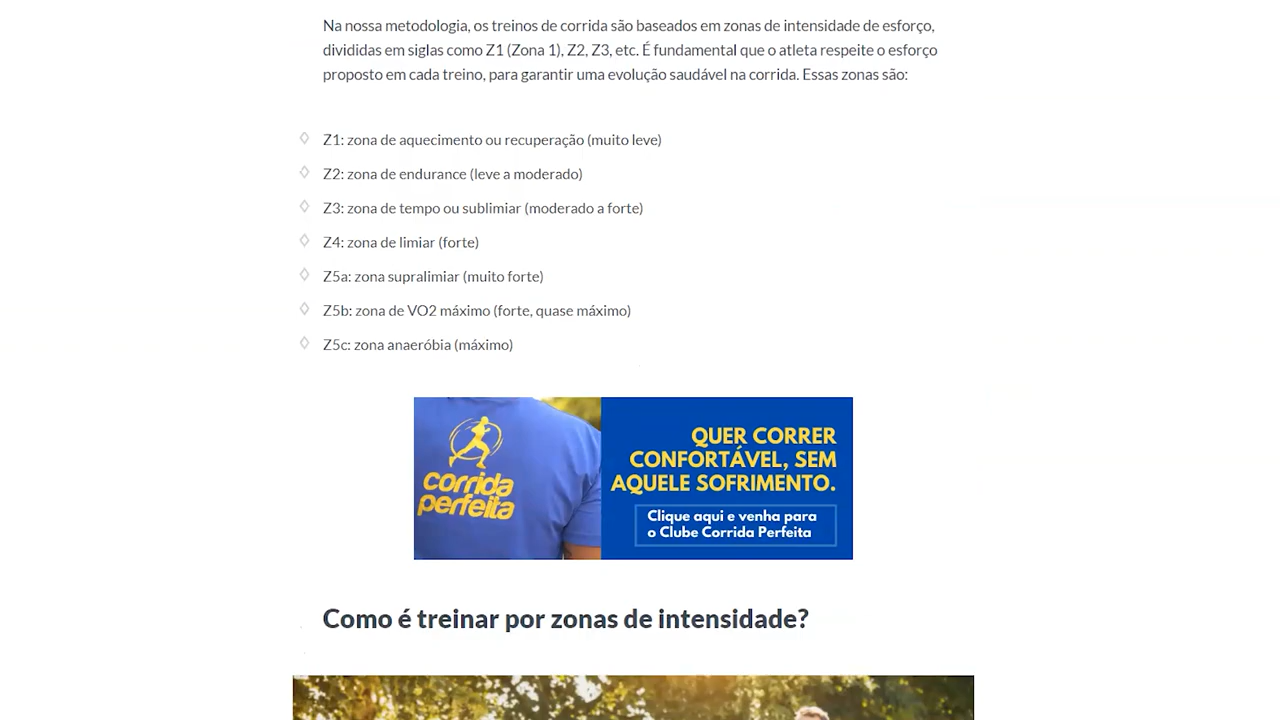 Na nossa metodologia, os treinos de corrida são baseados em zonas de intensidade de esforço,
divididas em siglas como Z1 (Zona 1), Z2, Z3, etc. É fundamental que o atleta respeite o esforço
proposto em cada treino, para garantir uma evolução saudável na corrida. Essas zonas são:
Z1: zona de aquecimento ou recuperação (muito leve)
Z2: zona de endurance (leve a moderado)
Z3: zona de tempo ou sublimiar (moderado a forte)
Z4: zona de limiar (forte)
Z5a: zona supralimiar (muito forte)
Z5b: zona de VO2 máximo (forte, quase máximo)
Z5c: zona anaeróbia (máximo)
corrida
perfeita
QUER CORRER
CONFORTÁVEL, SEM
AQUELE SOFRIMENTO.
Clique aqui e venha para
o Clube Corrida Perfeita
Como é treinar por zonas de intensidade?